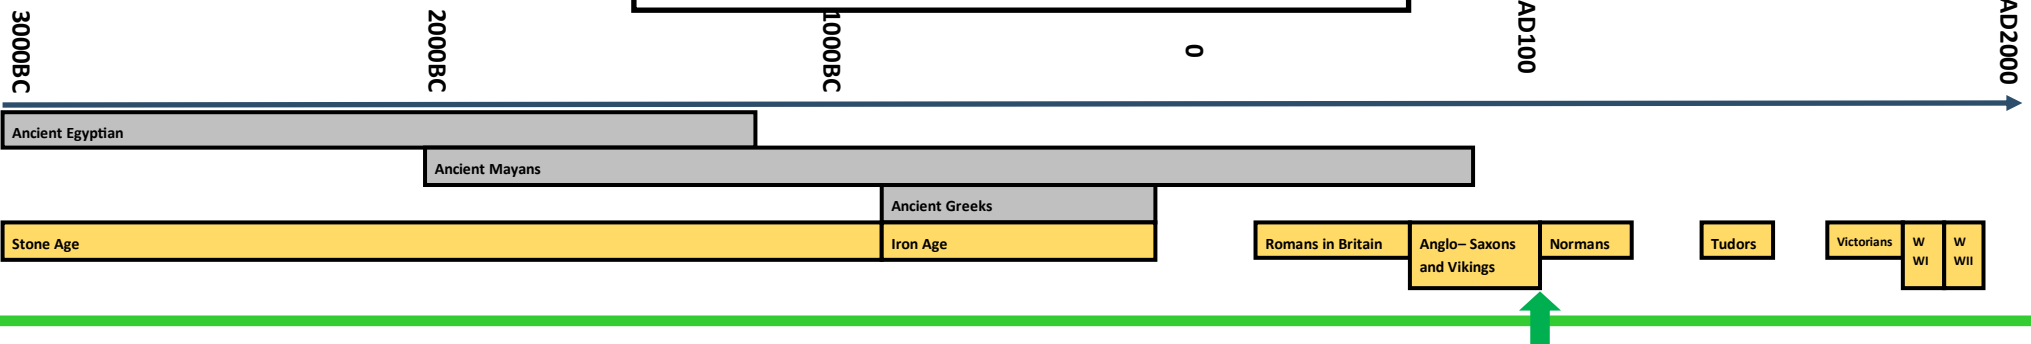 3000BC
2000BC
1000BC
0
AD100
AD2000
Ancient Egyptian
Ancient Mayans
Ancient Greeks
Stone Age
Iron Age
Romans in Britain
Anglo– Saxons
and Vikings
Normans
Tudors
Victorians
W
WI
W
WII